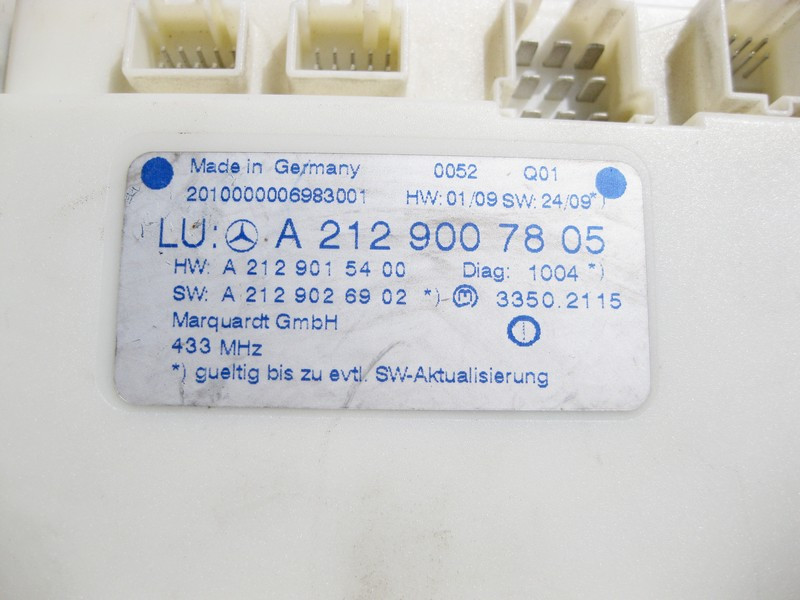 Made in Germany 0052 Q01
2010000006983001 HW: 01/09 SW: 24/09*)
LU: A 212 900 78 05
HW: A 212 901 54 00 Diag: 1004 *)
SW: A 212 902 69 02 *) M 3350.2115
Marquardt GmbH
433 MHz
*) gueltig bis zu evtl. SW-Aktualisierung